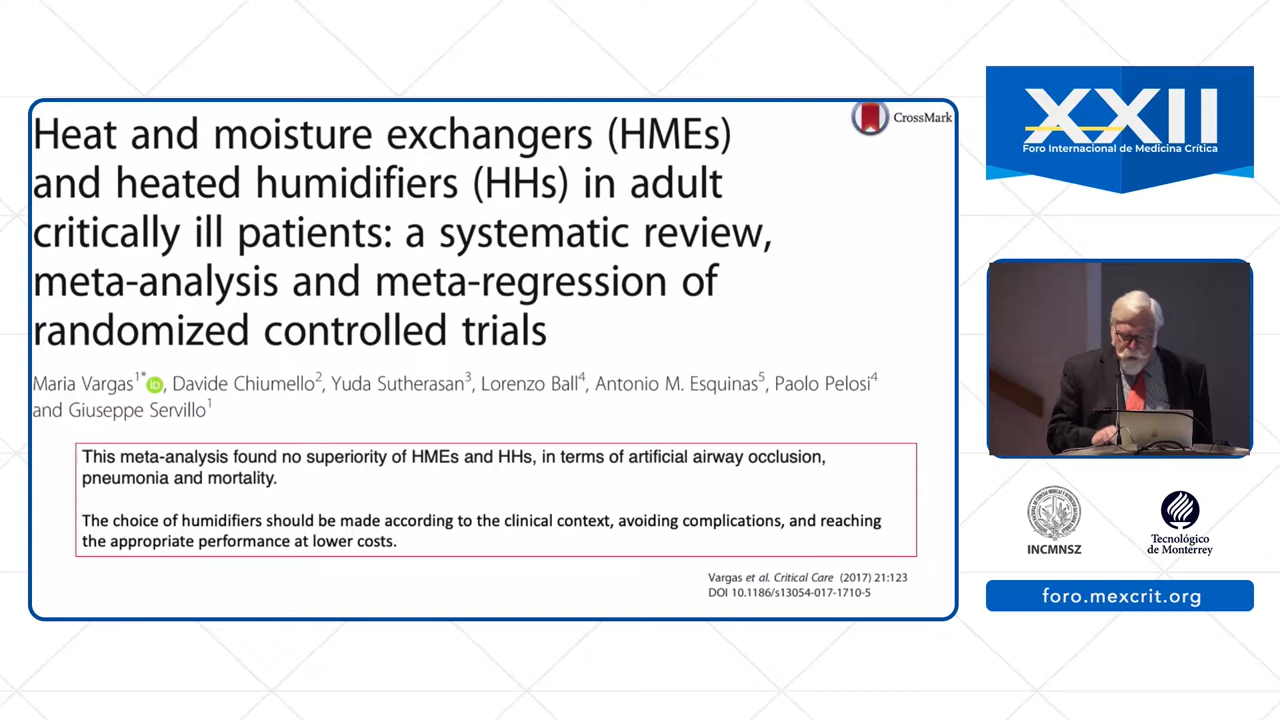 Heat and moisture exchangers (HMEs)
and heated humidifiers (HHs) in adult
critically ill patients: a systematic review,
meta-analysis and meta-regression of
randomized controlled trials
CrossMark
Maria Vargas1* iD, Davide Chiumello2, Yuda Sutherasan3, Lorenzo Ball4, Antonio M. Esquinas5, Paolo Pelosi4
and Giuseppe Servillo1
This meta-analysis found no superiority of HMEs and HHs, in terms of artificial airway occlusion,
pneumonia and mortality.
The choice of humidifiers should be made according to the clinical context, avoiding complications, and reaching
the appropriate performance at lower costs.
Vargas et al. Critical Care (2017) 21:123
DOI 10.1186/s13054-017-1710-5
XXII
Foro Internacional de Medicina Crítica
INCMNSZ
Tecnológico
de Monterrey
foro.mexcrit.org